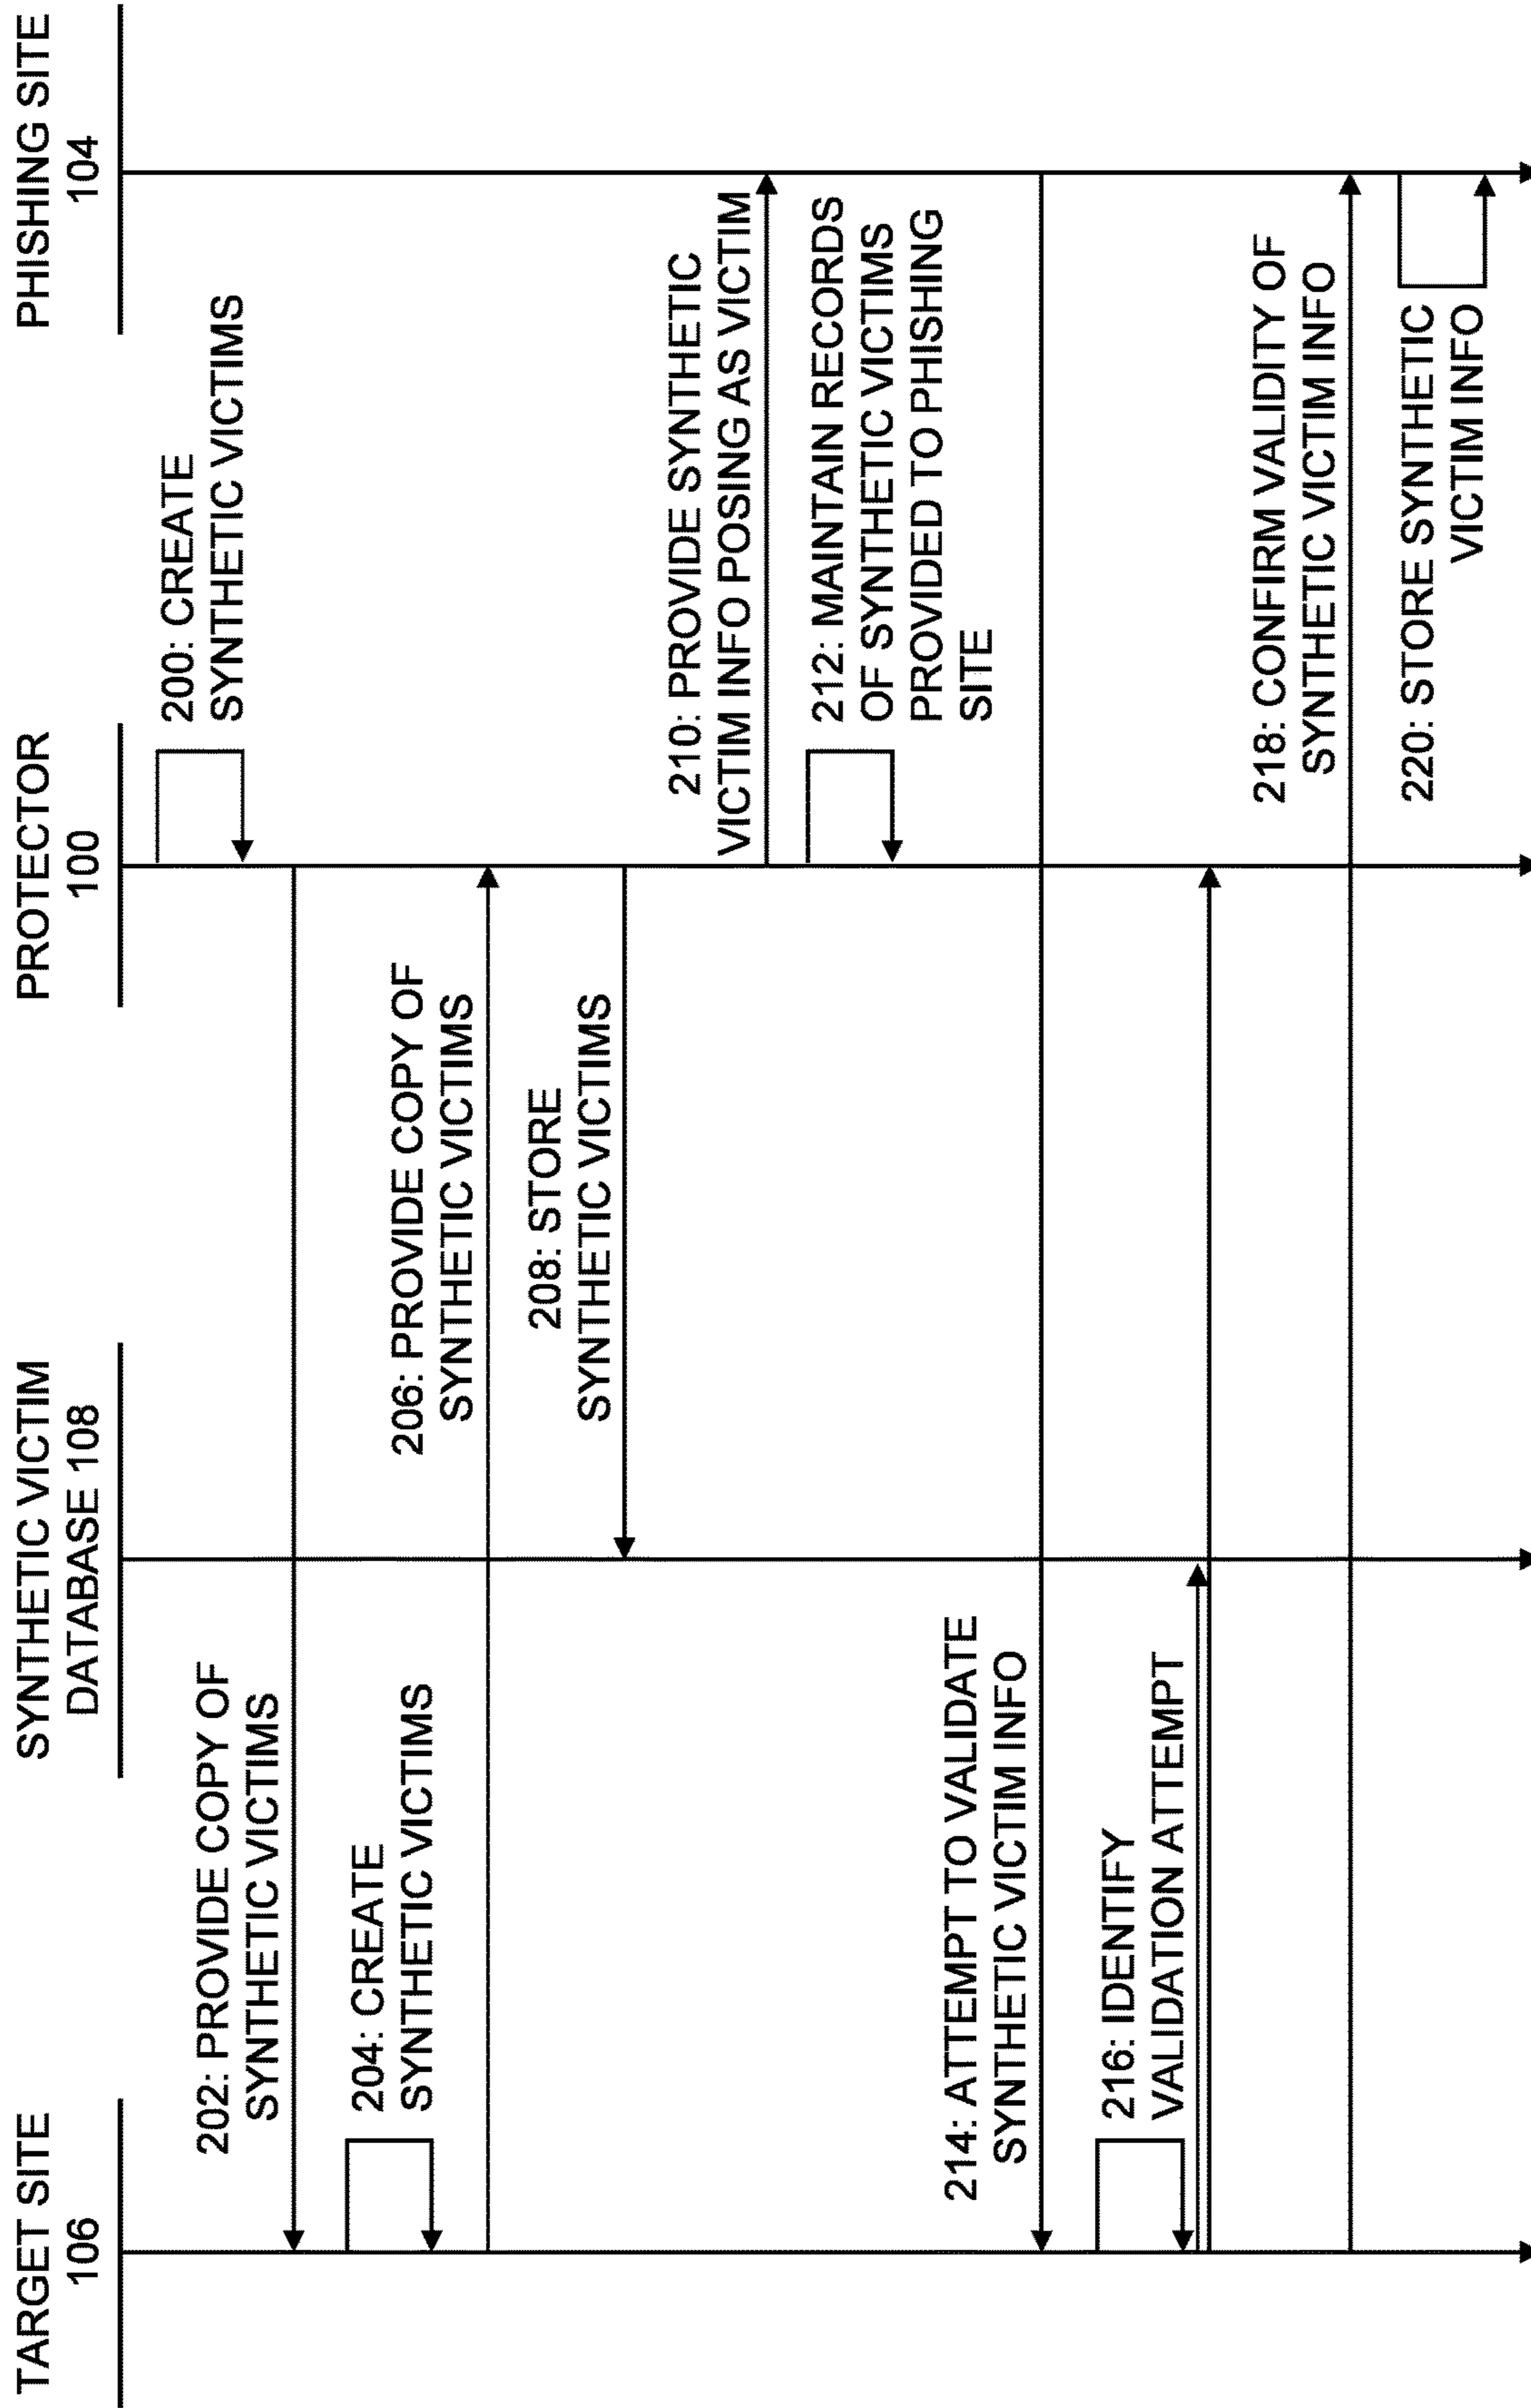 TARGET SITE
106
SYNTHETIC VICTIM
DATABASE 108
PROTECTOR
100
PHISHING SITE
104
200: CREATE
SYNTHETIC VICTIMS
202: PROVIDE COPY OF
SYNTHETIC VICTIMS
204: CREATE
SYNTHETIC VICTIMS
206: PROVIDE COPY OF
SYNTHETIC VICTIMS
208: STORE
SYNTHETIC VICTIMS
210: PROVIDE SYNTHETIC
VICTIM INFO POSING AS VICTIM
212: MAINTAIN RECORDS
OF SYNTHETIC VICTIMS
PROVIDED TO PHISHING
SITE
214: ATTEMPT TO VALIDATE
SYNTHETIC VICTIM INFO
216: IDENTIFY
VALIDATION ATTEMPT
218: CONFIRM VALIDITY OF
SYNTHETIC VICTIM INFO
220: STORE SYNTHETIC
VICTIM INFO